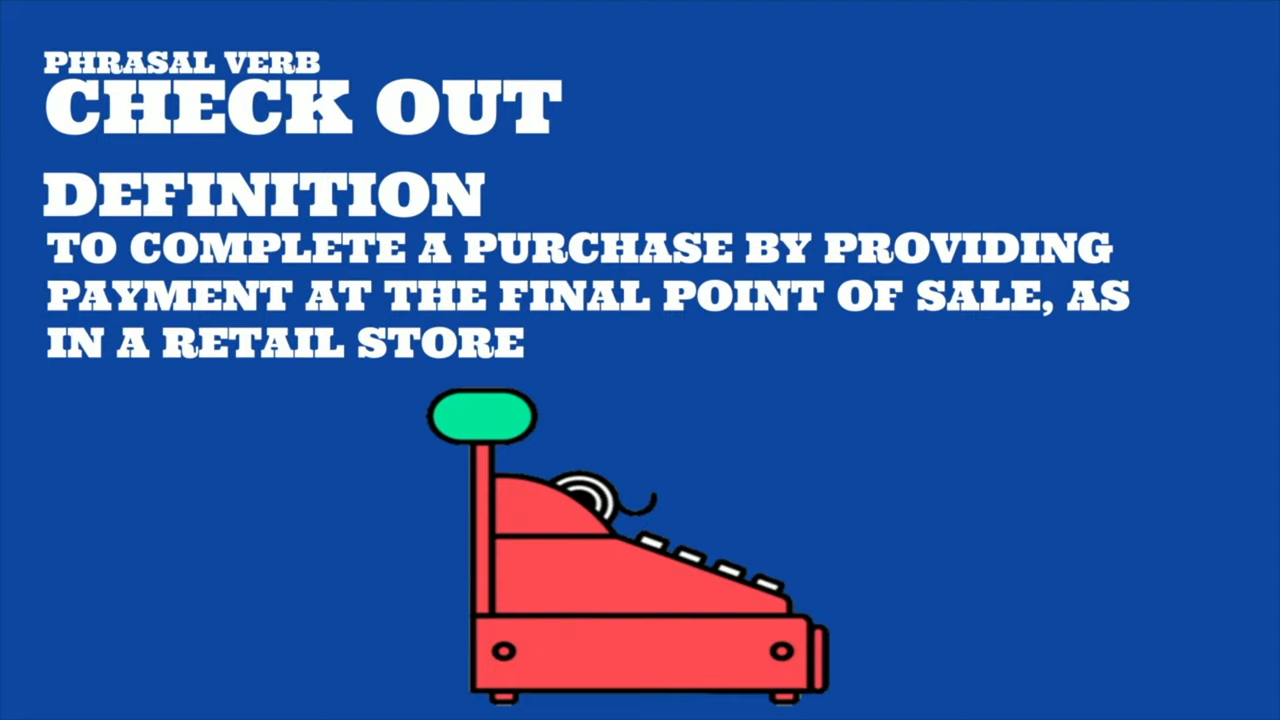 PHRASAL VERB
CHECK OUT
DEFINITION
TO COMPLETE A PURCHASE BY PROVIDING
PAYMENT AT THE FINAL POINT OF SALE, AS
IN A RETAIL STORE